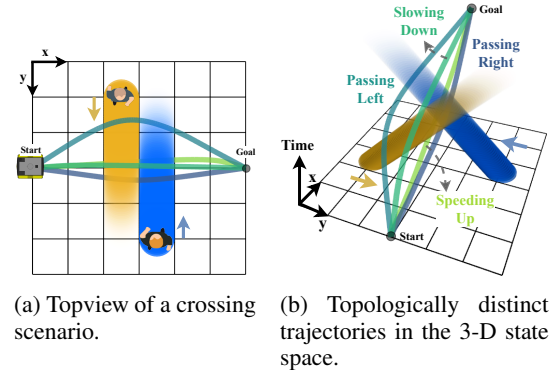 x
y
Start
Goal
Slowing
Down
Goal
Passing
Right
Passing
Left
Time
x
y
Speeding
Up
Start
(a) Topview of a crossing
scenario.
(b) Topologically distinct
trajectories in the 3-D state
space.